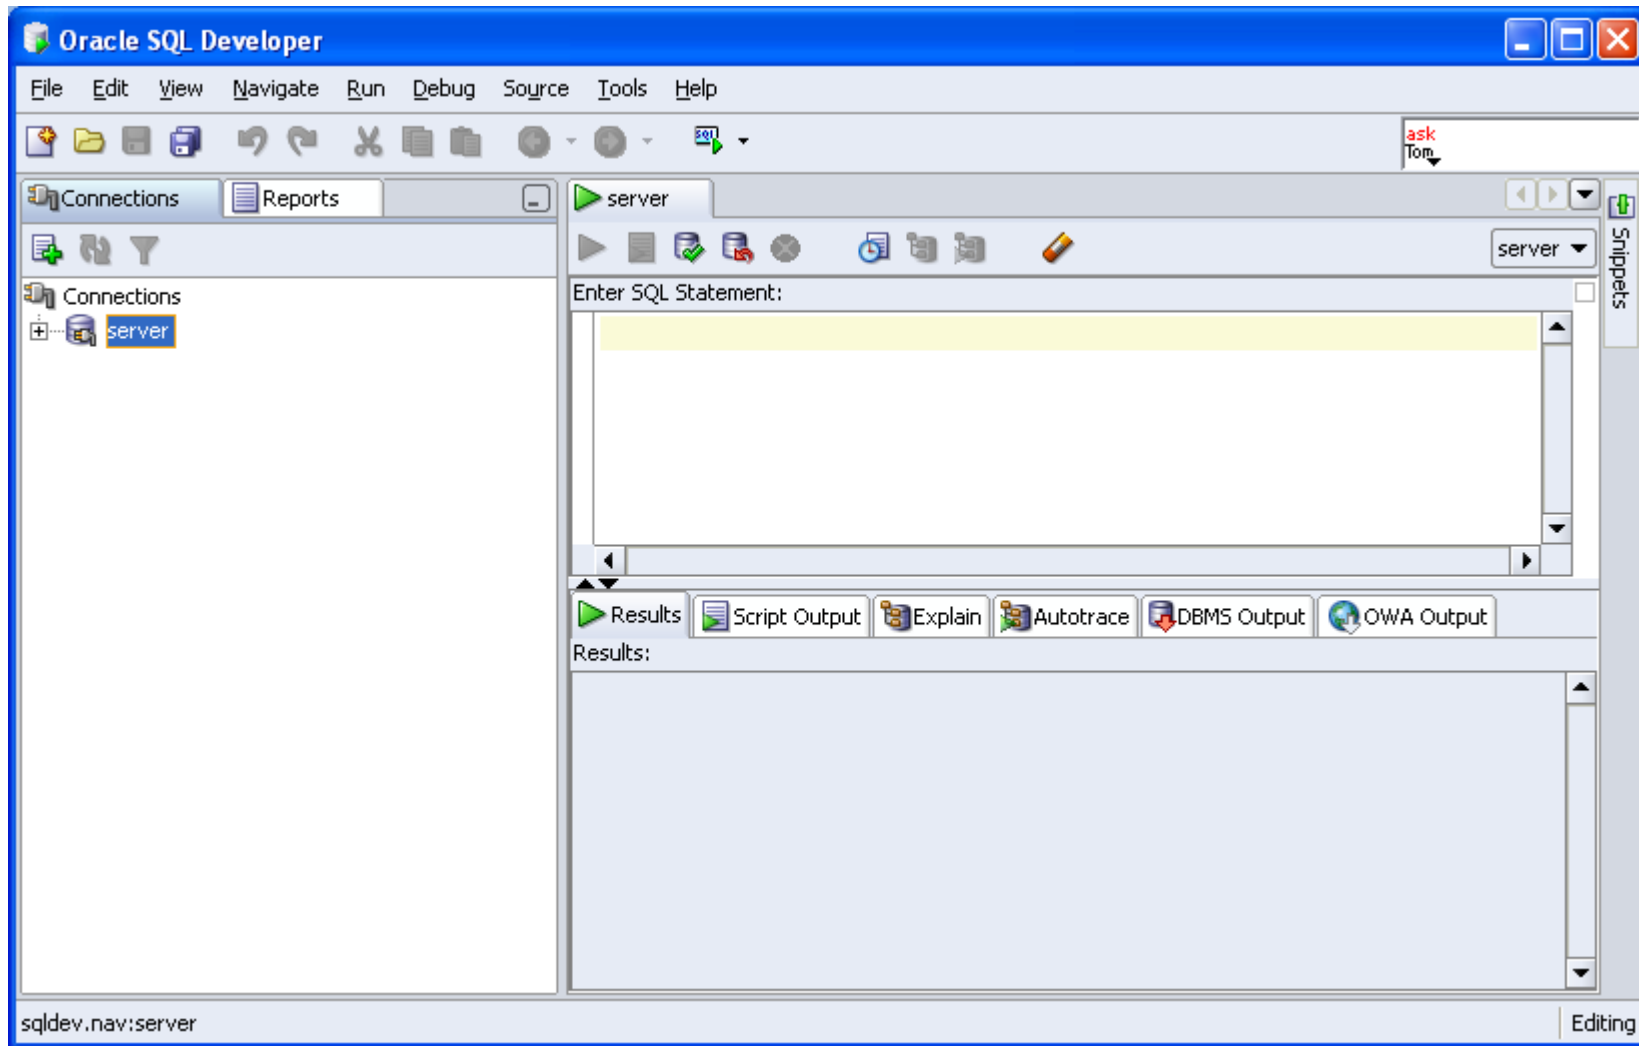 Oracle SQL Developer
File Edit View Navigate Run Debug Source Tools Help
SQL
ask
Tom
Connections Reports
server
server
Snippets
Connections
server
Enter SQL Statement:
Results Script Output Explain Autotrace DBMS Output OWA Output
Results:
sqldev.nav:server
Editing